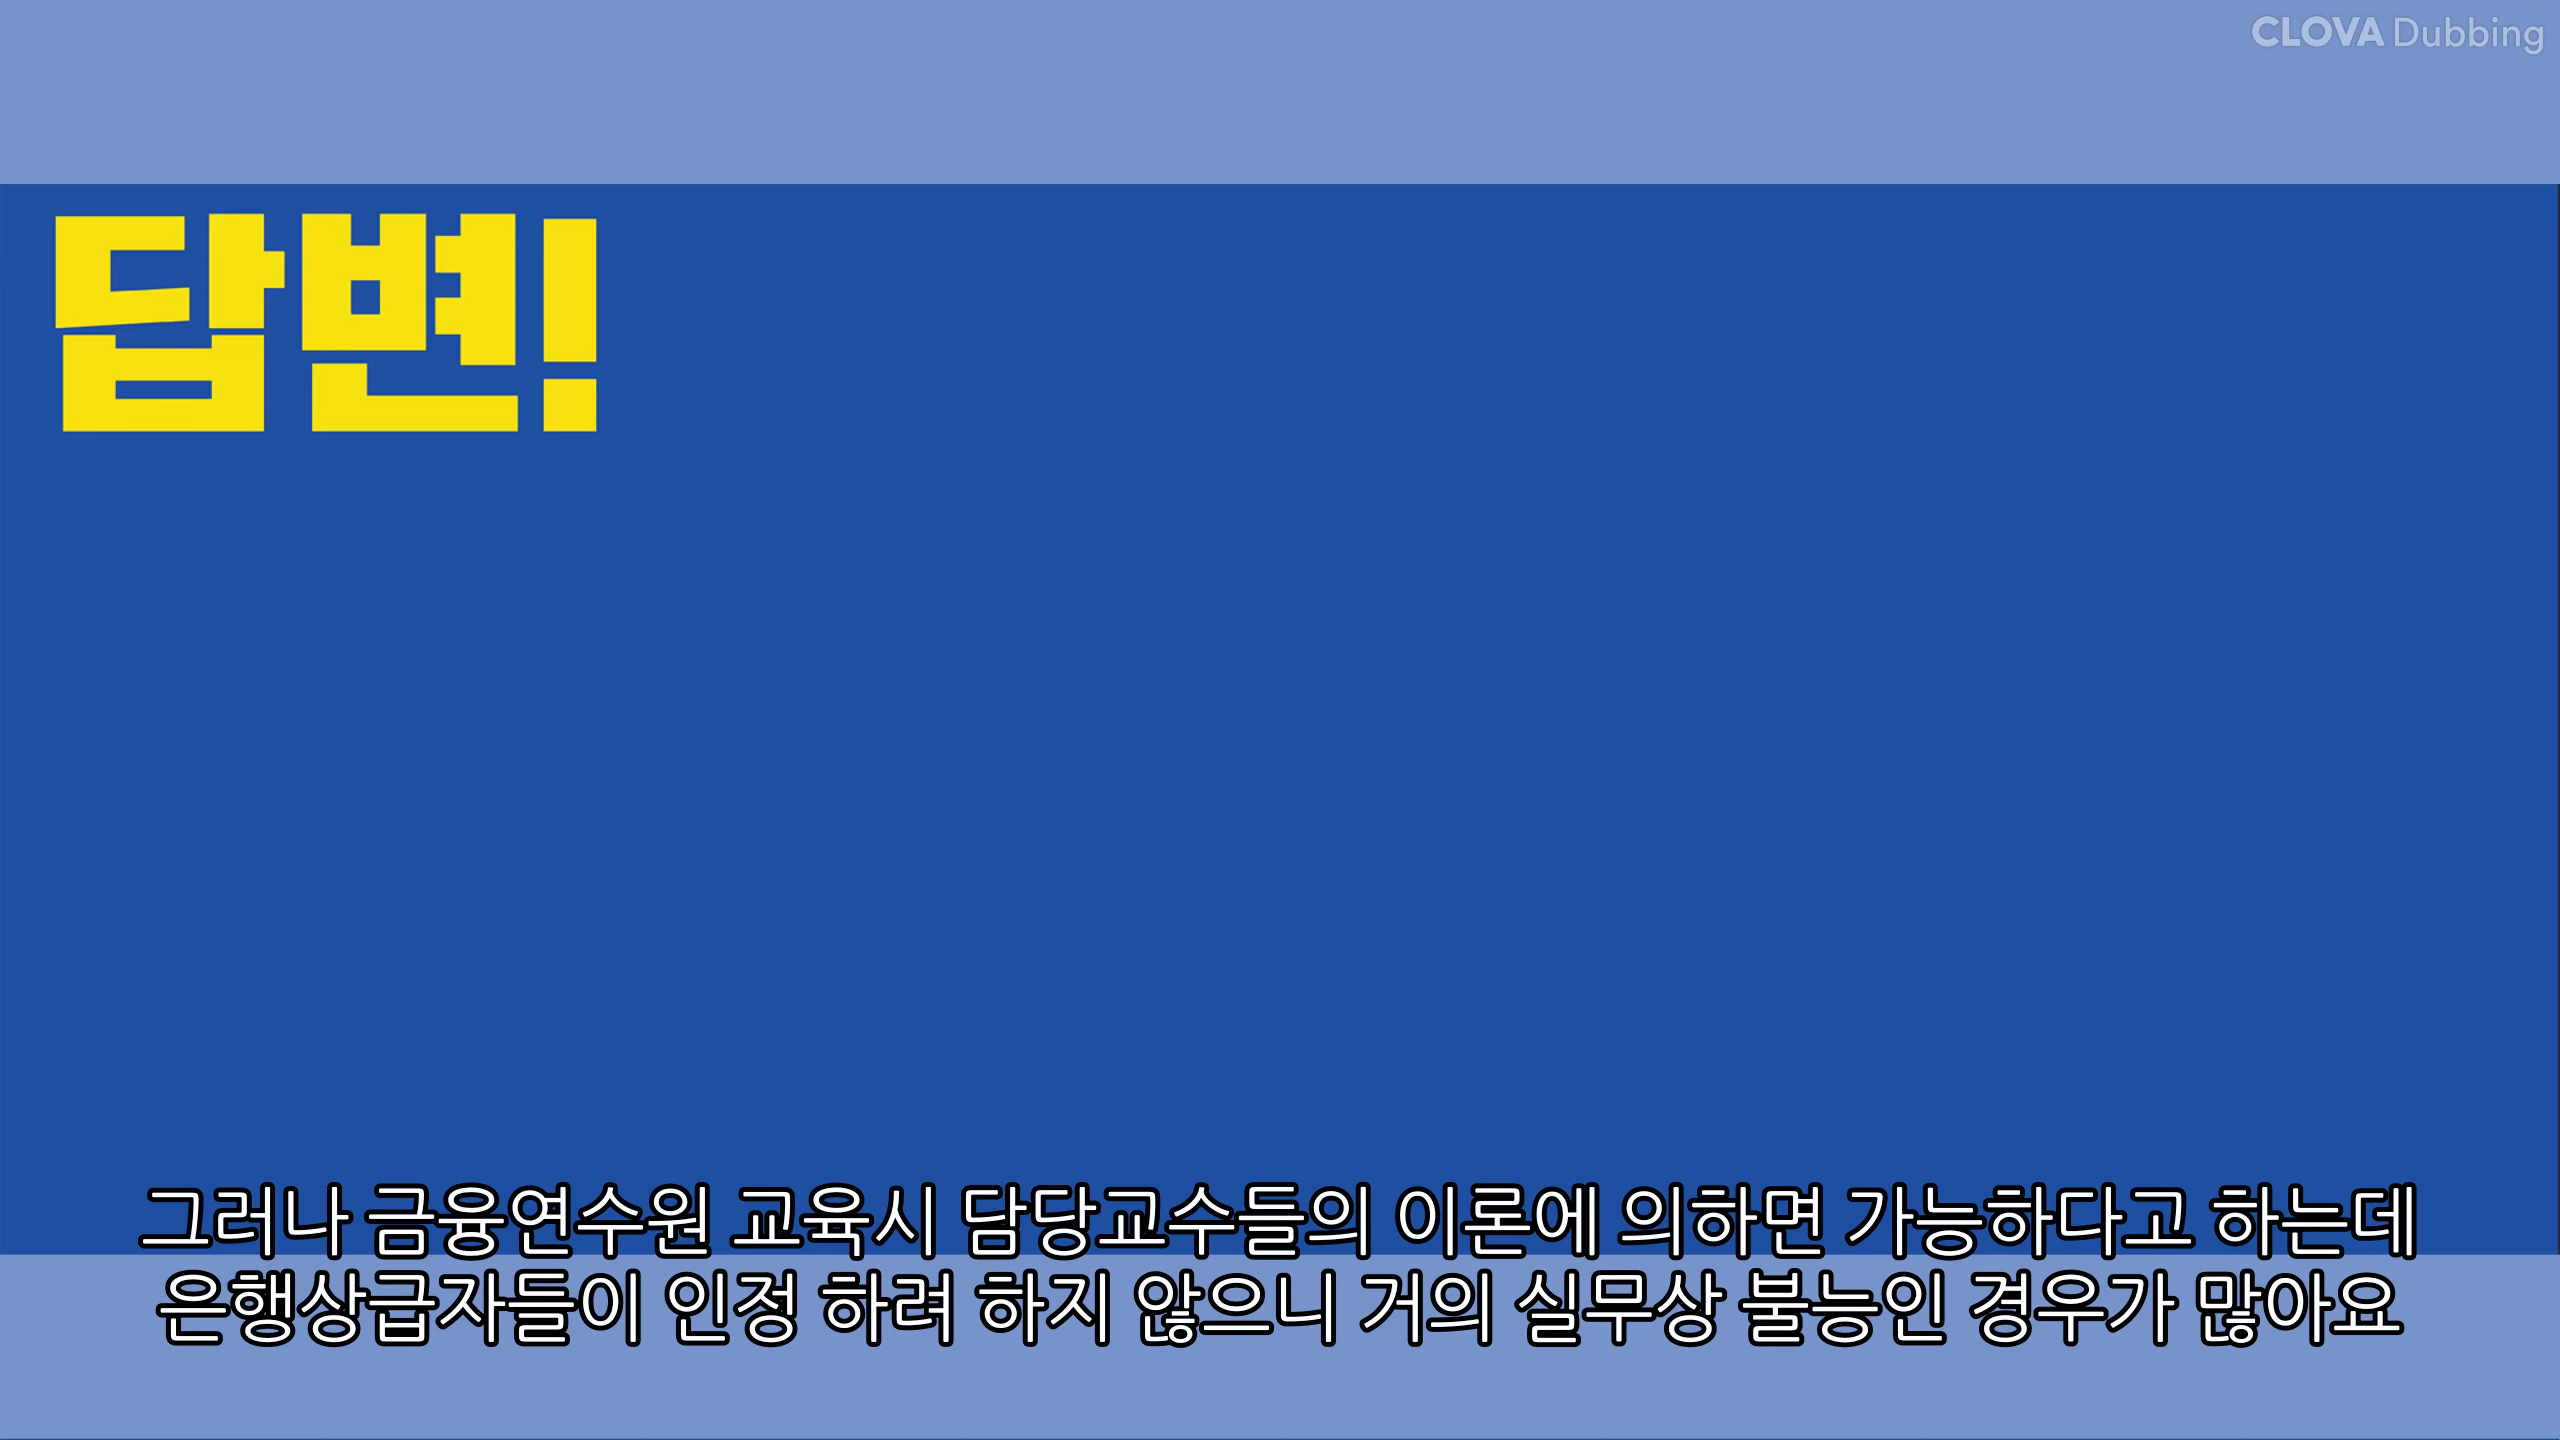 CLOVA Dubbing
답변!
그러나 금융연수원 교육시 담당교수들의 이론에 의하면 가능하다고 하는데
은행상급자들이 인정 하려 하지 않으니 거의 실무상 불능인 경우가 많아요